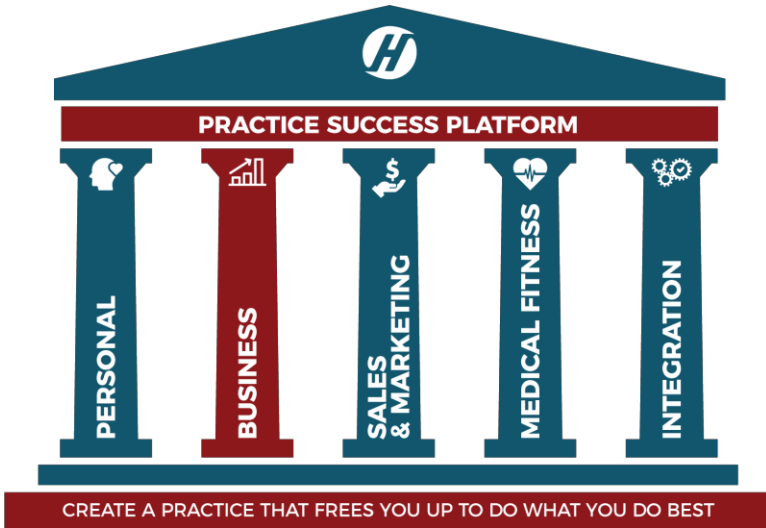 H
PRACTICE SUCCESS PLATFORM
$
PERSONAL
BUSINESS
SALES
& MARKETING
MEDICAL FITNESS
INTEGRATION
CREATE A PRACTICE THAT FREES YOU UP TO DO WHAT YOU DO BEST